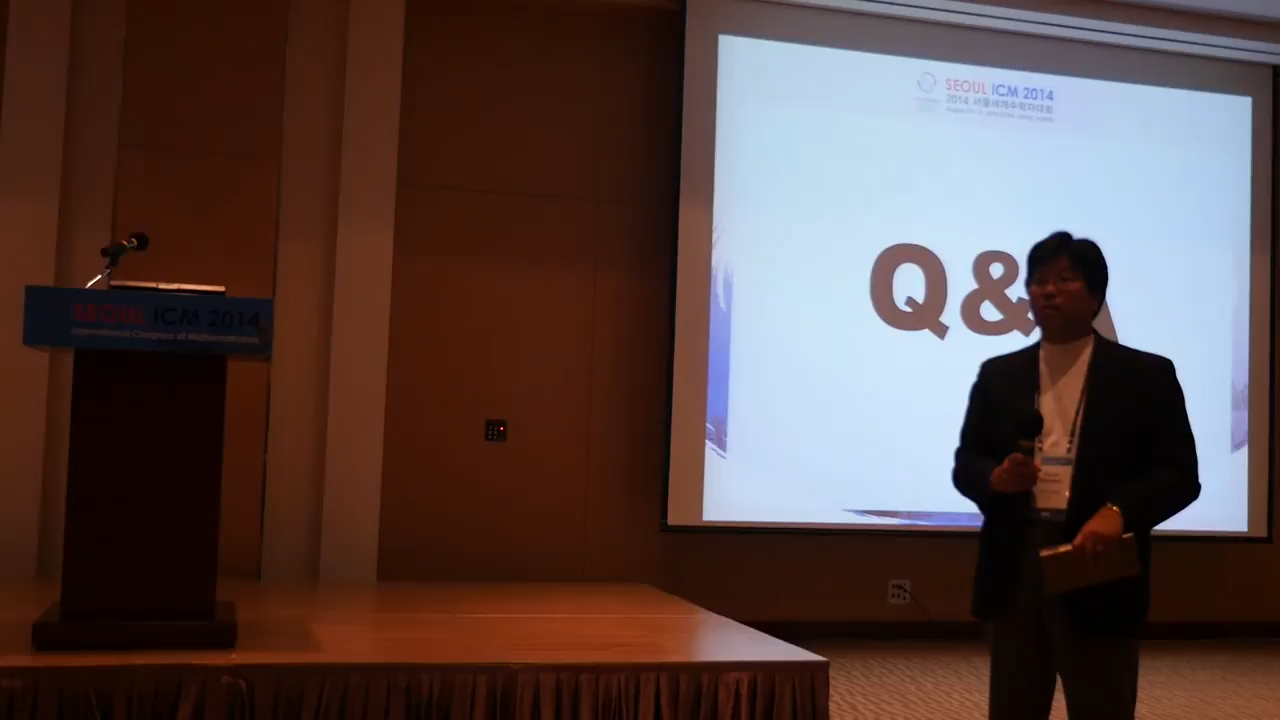 SEOUL ICM 2014
2014 서울세계수학자대회
Q &
SEOUL ICM 2014
International Congress of Mathematicians